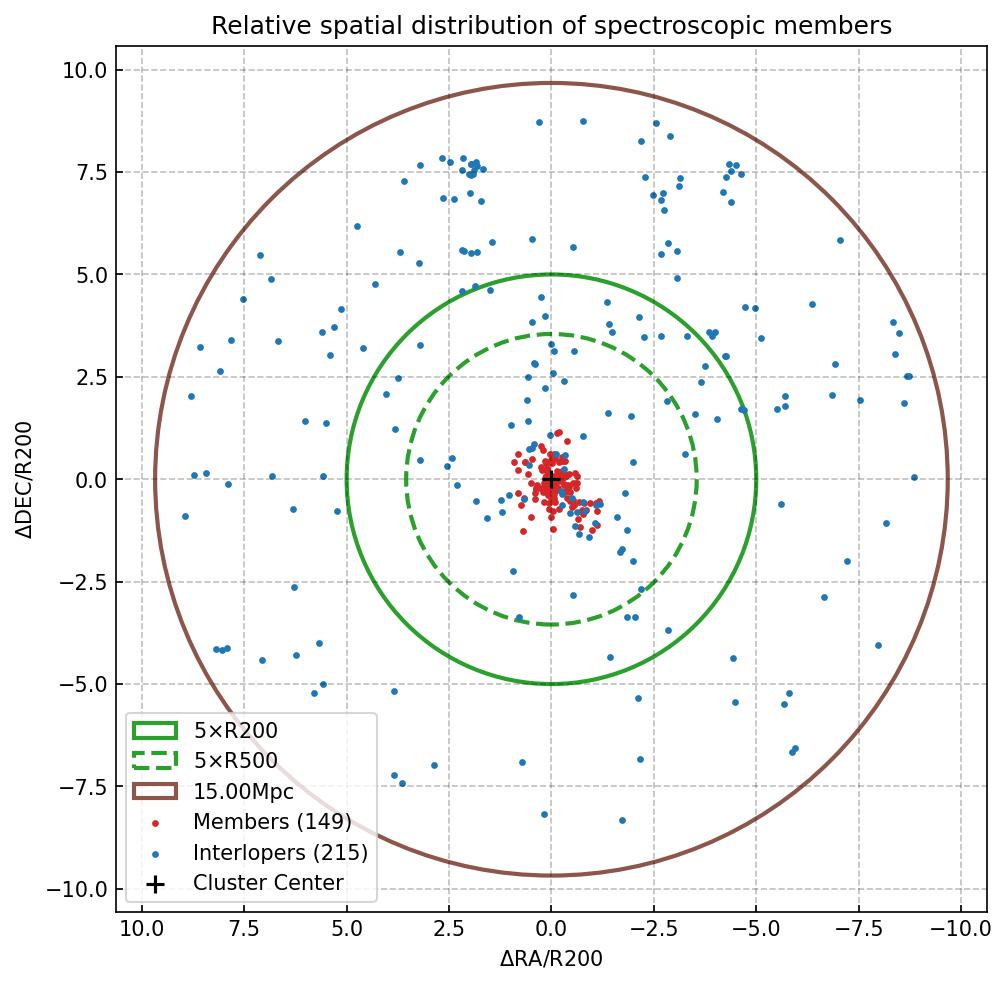 Relative spatial distribution of spectroscopic members
10.0
7.5
5.0
2.5
0.0
−2.5
−5.0
−7.5
−10.0
ΔDEC/R200
5×R200
5×R500
15.00Mpc
Members (149)
Interlopers (215)
Cluster Center
10.0 7.5 5.0 2.5 0.0 −2.5 −5.0 −7.5 −10.0
ΔRA/R200